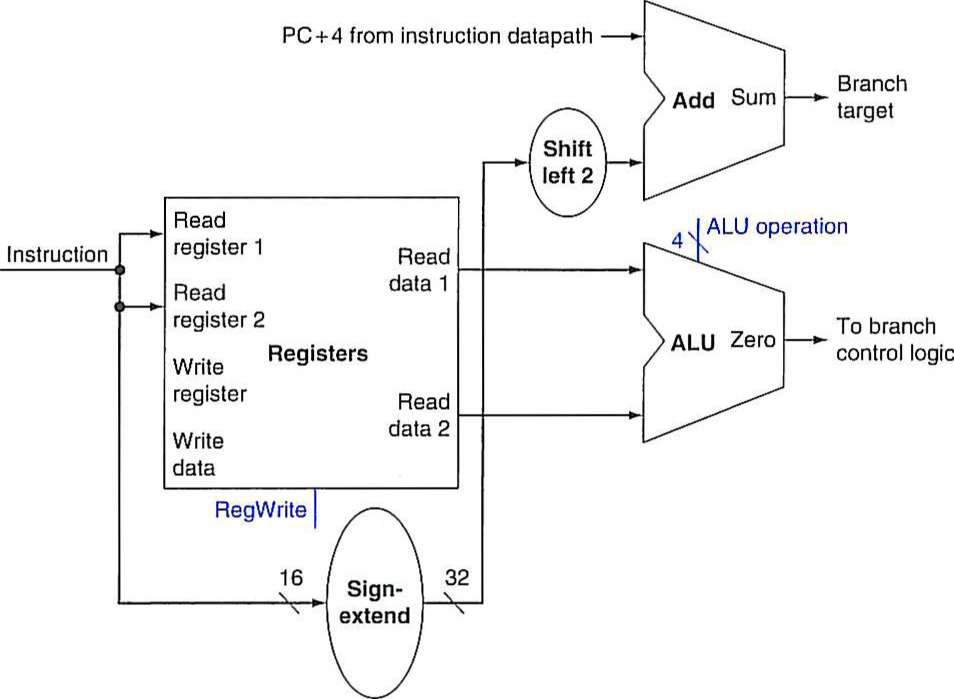 PC+4 from instruction datapath
Add Sum
Branch
target
Shift
left 2
Instruction
Read
register 1
Read
register 2
Write
register
Write
data
Registers
Read
data 1
Read
data 2
RegWrite
4
ALU operation
ALU Zero
To branch
control logic
16
Sign-
extend
32